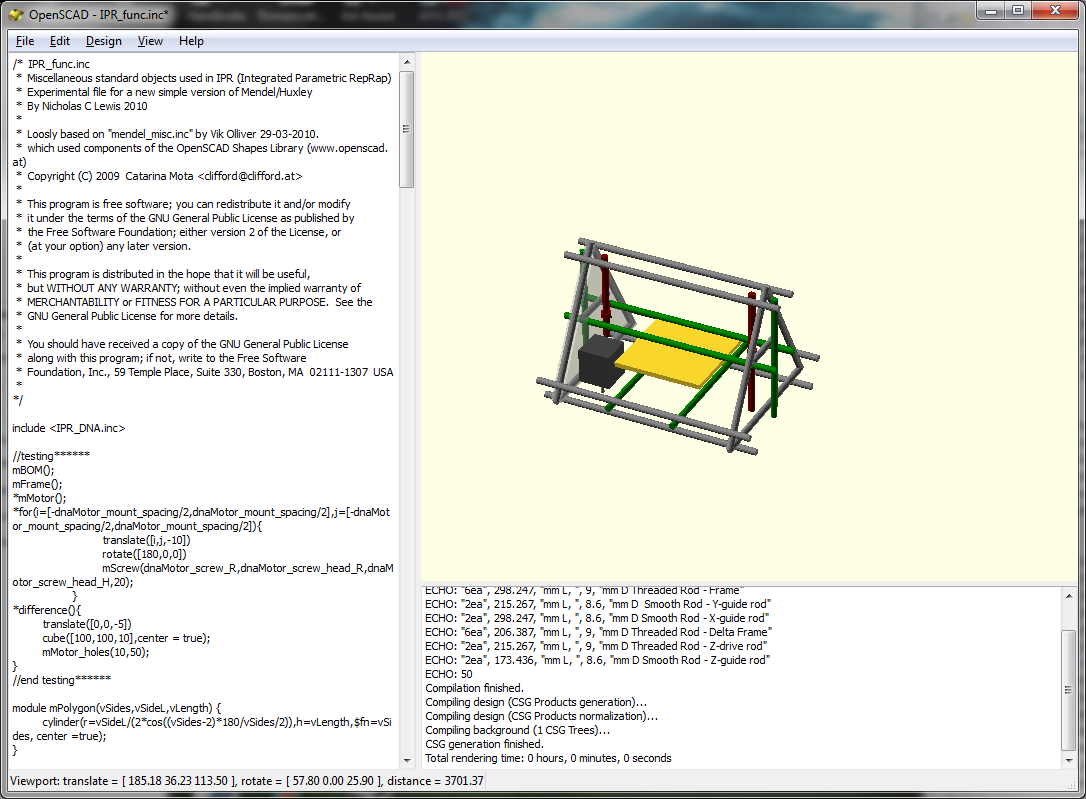 OpenSCAD - IPR_func.inc*
File Edit Design View Help
/* IPR_func.inc
* Miscellaneous standard objects used in IPR (Integrated Parametric RepRap)
* Experimental file for a new simple version of Mendel/Huxley
* By Nicholas C Lewis 2010
*
* Loosly based on "mendel_misc.inc" by Vik Olliver 29-03-2010.
* which used components of the OpenSCAD Shapes Library (www.openscad.
at)
* Copyright (C) 2009 Catarina Mota <clifford@clifford.at>
*
* This program is free software; you can redistribute it and/or modify
* it under the terms of the GNU General Public License as published by
* the Free Software Foundation; either version 2 of the License, or
* (at your option) any later version.
*
* This program is distributed in the hope that it will be useful,
* but WITHOUT ANY WARRANTY; without even the implied warranty of
* MERCHANTABILITY or FITNESS FOR A PARTICULAR PURPOSE. See the
* GNU General Public License for more details.
*
* You should have received a copy of the GNU General Public License
* along with this program; if not, write to the Free Software
* Foundation, Inc., 59 Temple Place, Suite 330, Boston, MA 02111-1307 USA
*
*/
include <IPR_DNA.inc>
//testing******
mBOM();
mFrame();
*mMotor();
*for(i=[-dnaMotor_mount_spacing/2,dnaMotor_mount_spacing/2],j=[-dnaMot
or_mount_spacing/2,dnaMotor_mount_spacing/2]){
translate([i,j,-10])
rotate([180,0,0])
mScrew(dnaMotor_screw_R,dnaMotor_screw_head_R,dnaM
otor_screw_head_H,20);
}
*difference(){
translate([0,0,-5])
cube([100,100,10],center = true);
mMotor_holes(10,50);
}
//end testing******
module mPolygon(vSides,vSideL,vLength) {
cylinder(r=vSideL/(2*cos((vSides-2)*180/vSides/2)),h=vLength,$fn=vSi
des, center =true);
}
ECHO: "6ea", 298.247, "mm L, ", 9, "mm D Threaded Rod - Frame"
ECHO: "2ea", 215.267, "mm L, ", 8.6, "mm D Smooth Rod - Y-guide rod"
ECHO: "2ea", 298.247, "mm L, ", 8.6, "mm D Smooth Rod - X-guide rod"
ECHO: "6ea", 206.387, "mm L, ", 9, "mm D Threaded Rod - Delta Frame"
ECHO: "2ea", 215.267, "mm L, ", 9, "mm D Threaded Rod - Z-drive rod"
ECHO: "2ea", 173.436, "mm L, ", 8.6, "mm D Smooth Rod - Z-guide rod"
ECHO: 50
Compilation finished.
Compiling design (CSG Products generation)...
Compiling design (CSG Products normalization)...
Compiling background (1 CSG Trees)...
CSG generation finished.
Total rendering time: 0 hours, 0 minutes, 0 seconds
Viewport: translate = [ 185.18 36.23 113.50 ], rotate = [ 57.80 0.00 25.90 ], distance = 3701.37